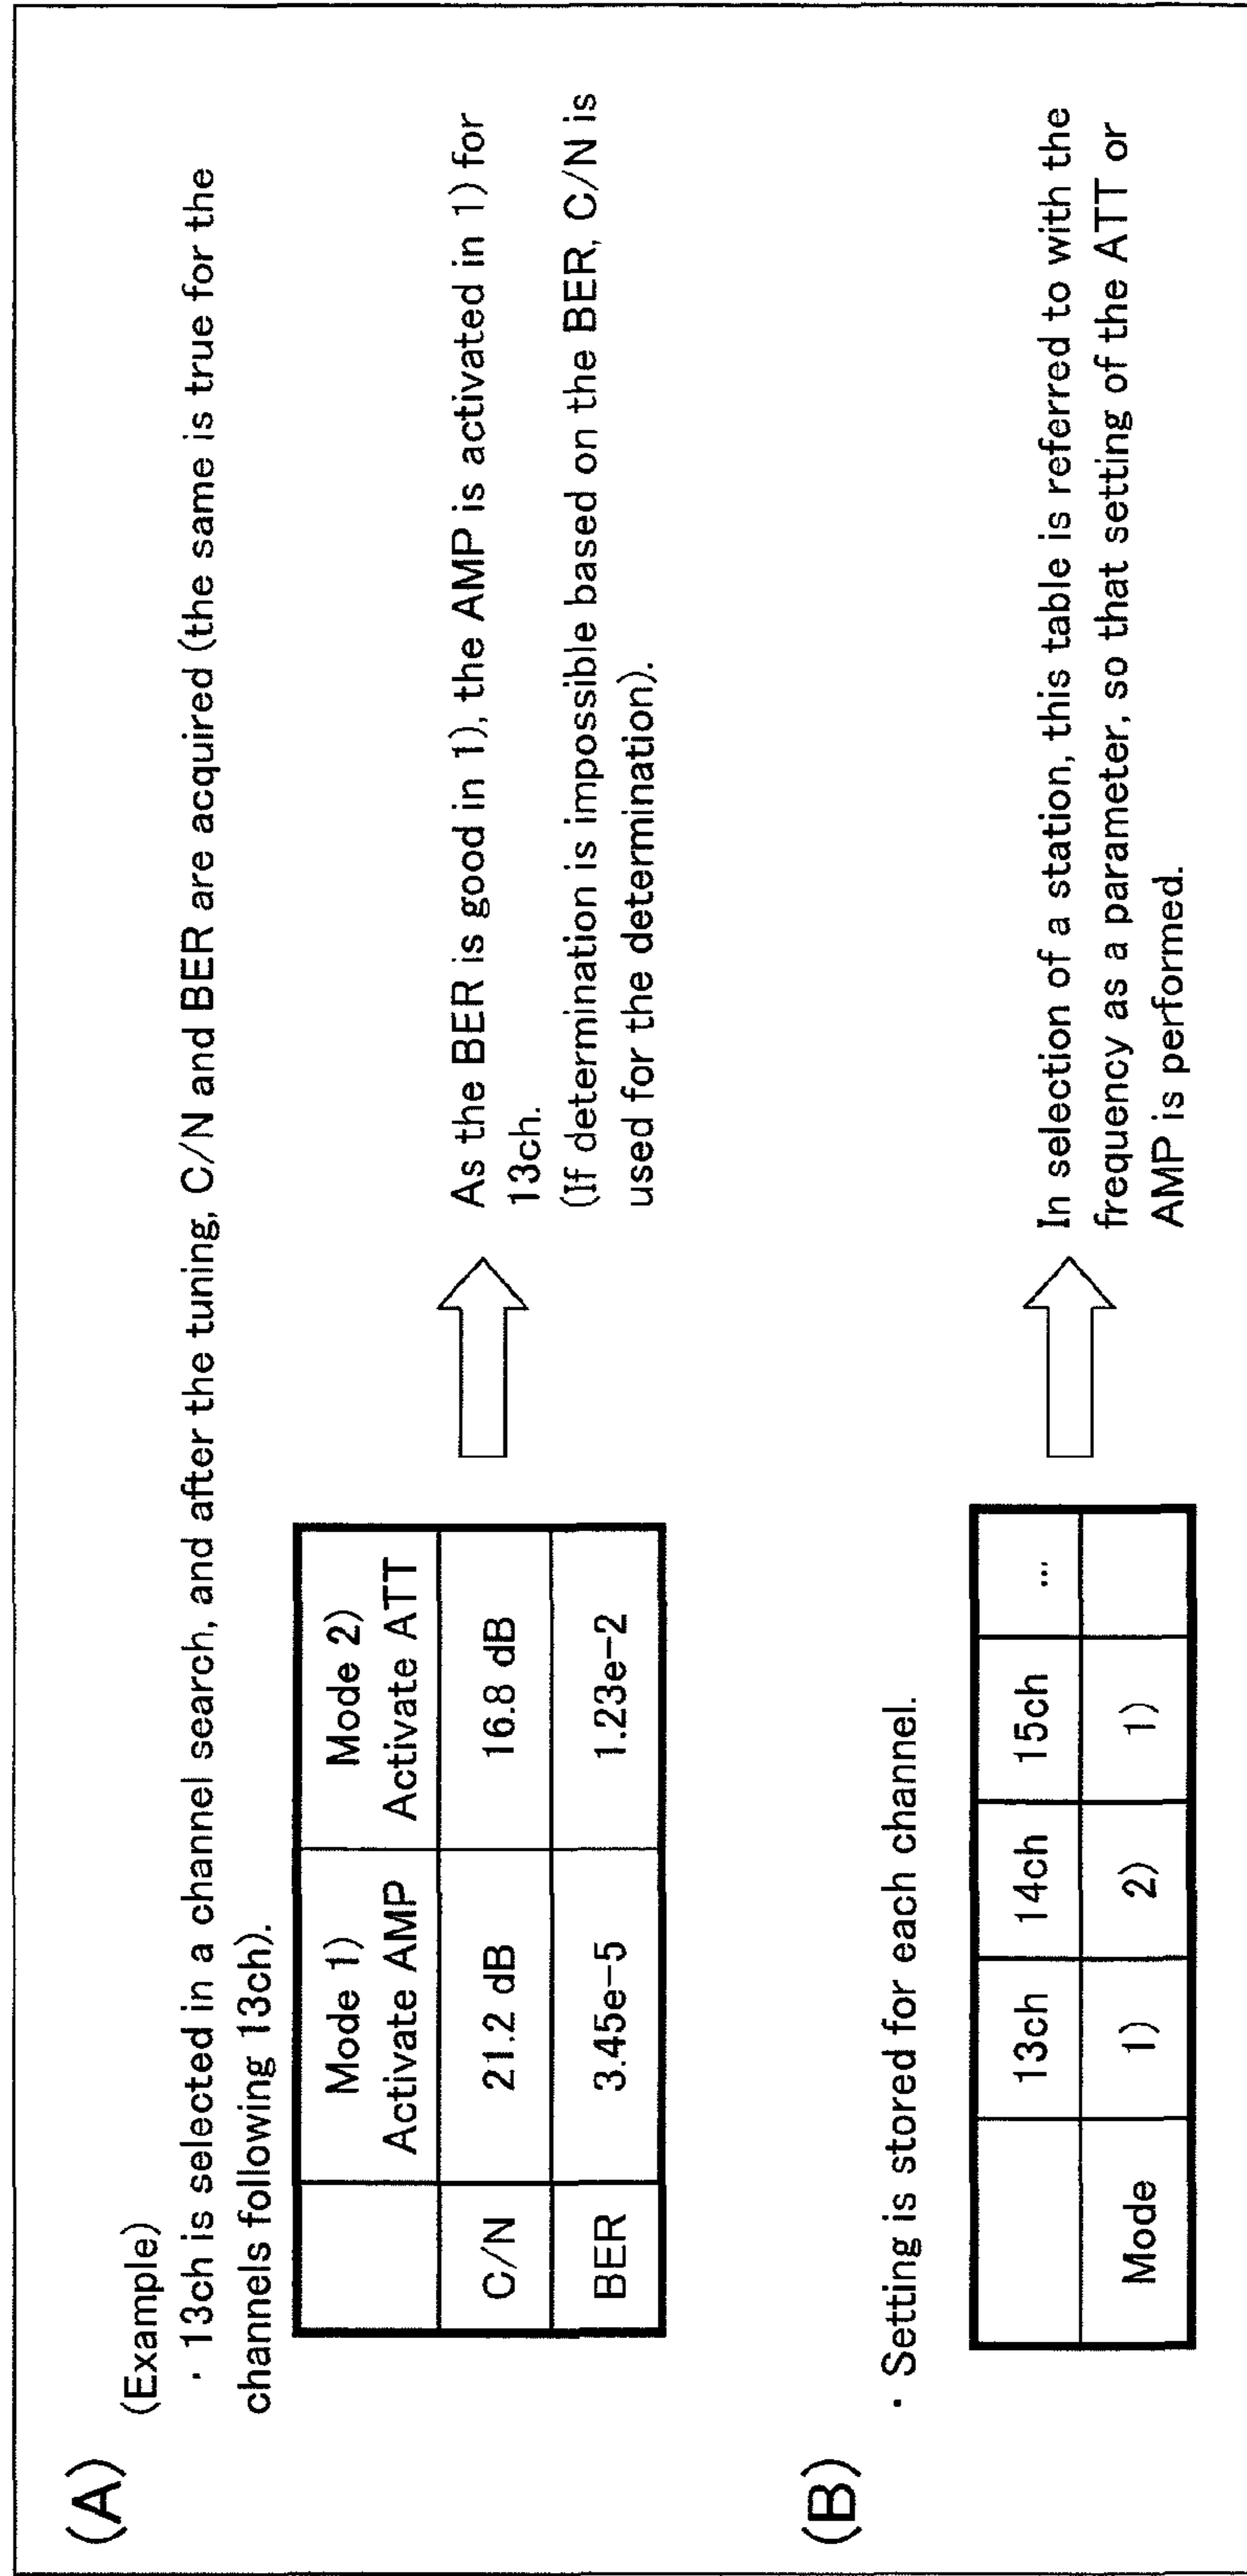 (A)
(Example)
・13ch is selected in a channel search, and after the tuning, C/N and BER are acquired (the same is true for the
channels following 13ch).
Mode 1) Mode 2)
Activate AMP Activate ATT
C/N 21.2 dB 16.8 dB
BER 3.45e-5 1.23e-2
As the BER is good in 1), the AMP is activated in 1) for
13ch.
(If determination is impossible based on the BER, C/N is
used for the determination).
(B)
・Setting is stored for each channel.
13ch 14ch 15ch ...
Mode 1) 2) 1)
In selection of a station, this table is referred to with the
frequency as a parameter, so that setting of the ATT or
AMP is performed.